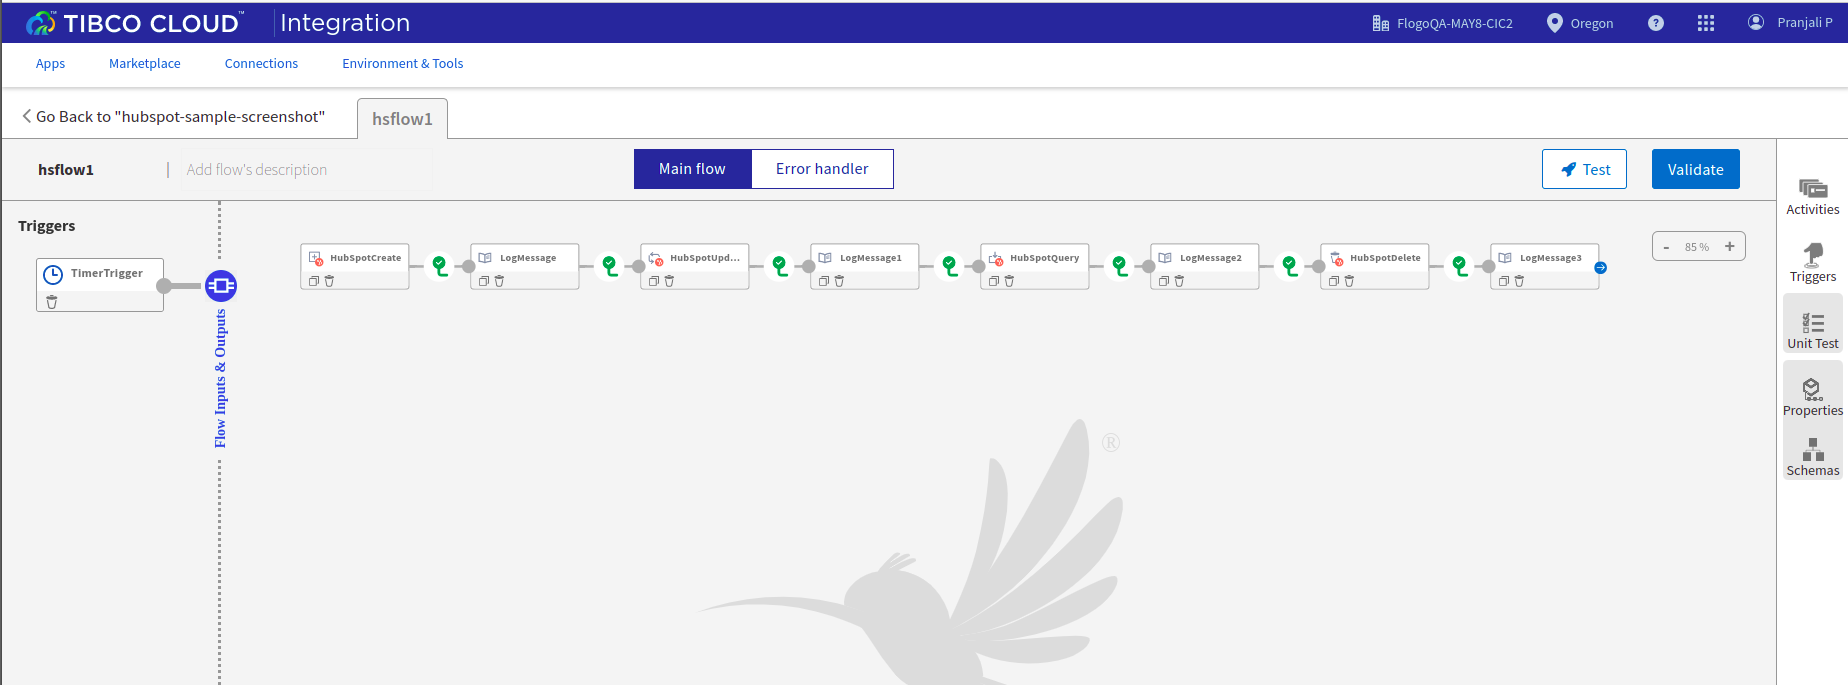 TIBCO CLOUD™ Integration
FlogoQA-MAY8-CIC2
Oregon
?
Pranjali P
Apps
Marketplace
Connections
Environment & Tools
Go Back to "hubspot-sample-screenshot"
hsflow1
hsflow1
Add flow's description
Main flow
Error handler
Test
Validate
Triggers
TimerTrigger
Flow Inputs & Outputs
HubSpotCreate
LogMessage
HubSpotUpd...
LogMessage1
HubSpotQuery
LogMessage2
HubSpotDelete
LogMessage3
- 85 % +
Activities
Triggers
Unit Test
Properties
Schemas
®